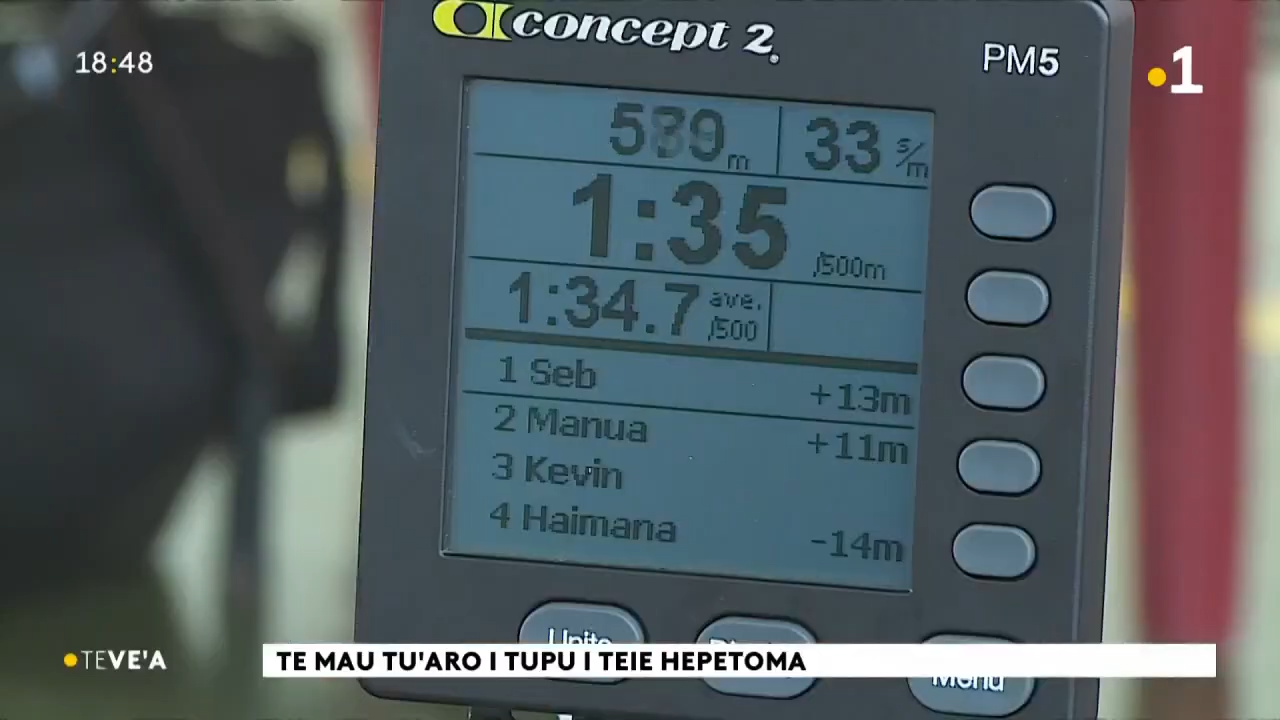 concept 2.
PM5
18:48
1
33 s/m
m
1:35 /500m
1:34.7 ave. /500
1 Seb +13m
2 Manua +11m
3 Kevin
4 Haimana -14m
Units
Menu
TEVE'A
TE MAU TU'ARO I TUPU I TEIE HEPETOMA